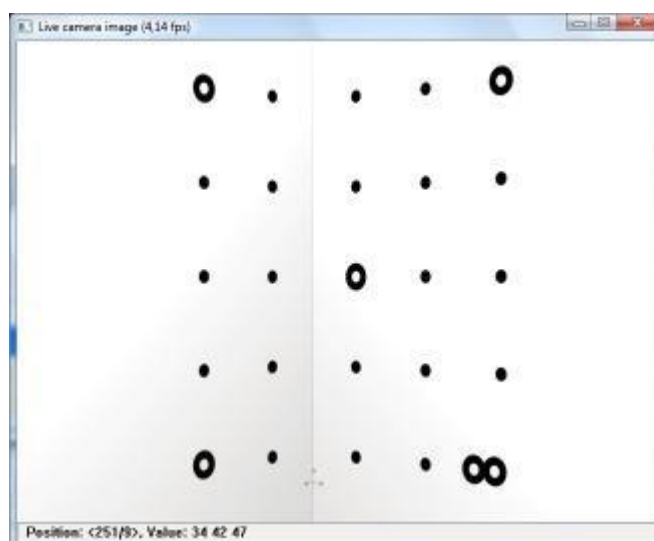 Live camera image (4,14 fps)
Position: <251/9>, Value: 34 42 47